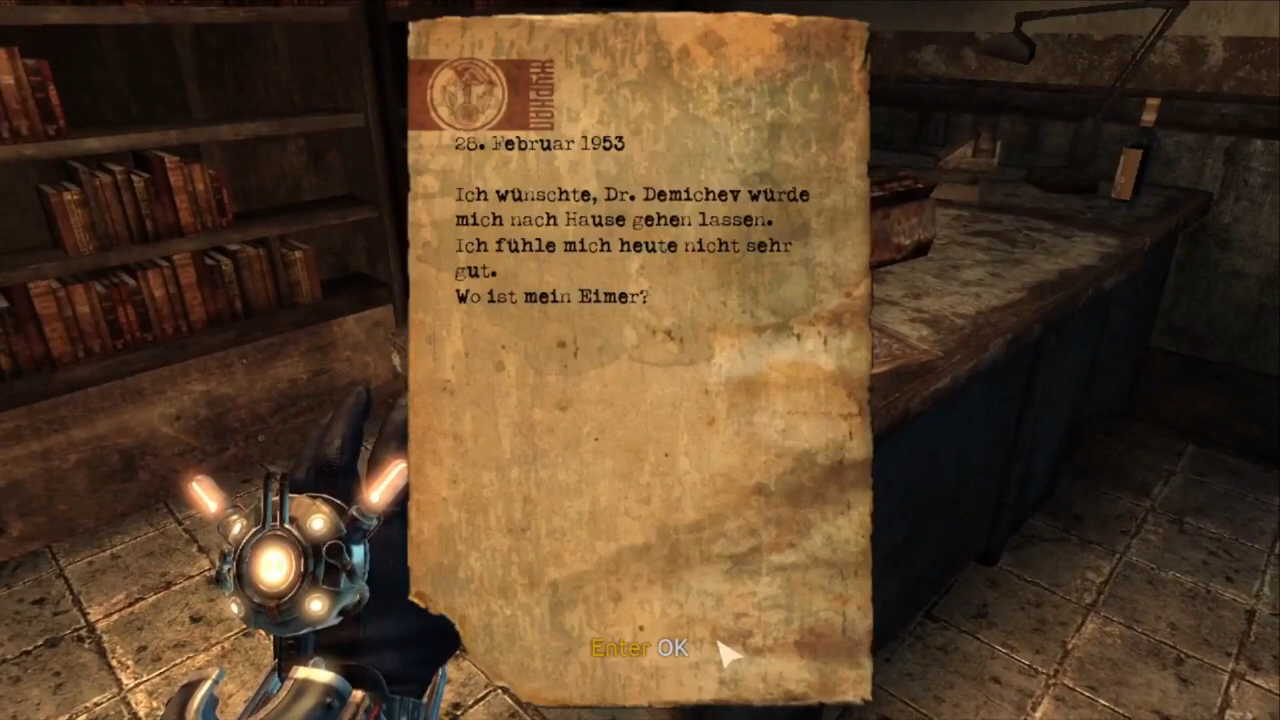 28. Februar 1953
Ich wünschte, Dr. Demichev würde
mich nach Hause gehen lassen.
Ich fühle mich heute nicht sehr
gut.
Wo ist mein Eimer?
Enter OK